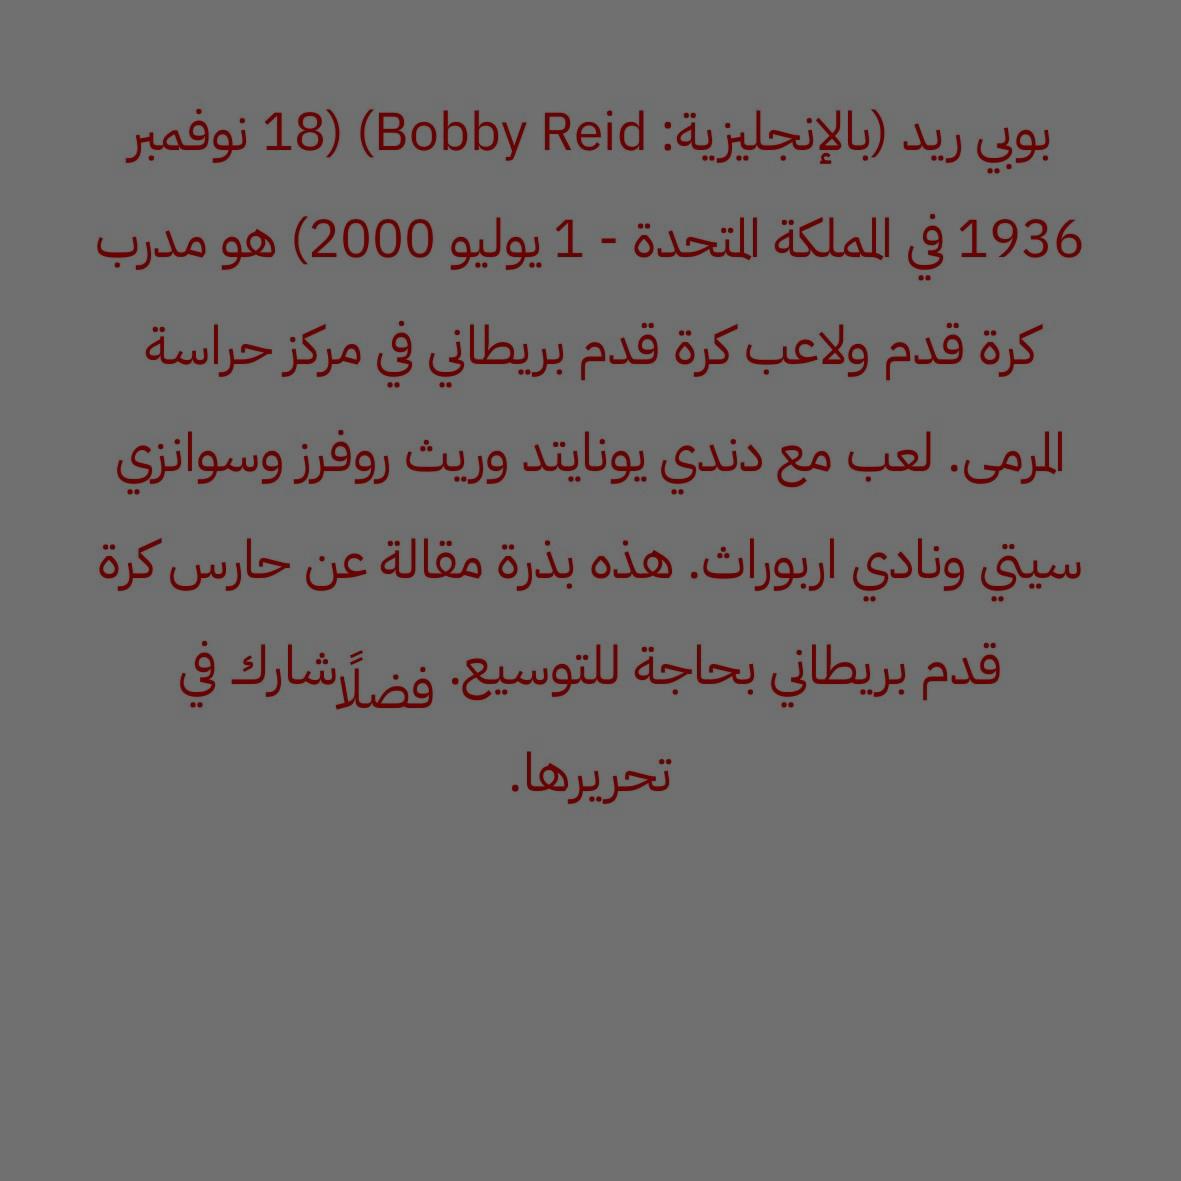 بوبي ريد (بالإنجليزية: Bobby Reid) ‏(18 نوفمبر
1936 في المملكة المتحدة - 1 يوليو 2000) هو مدرب
كرة قدم ولاعب كرة قدم بريطاني في مركز حراسة
المرمى. لعب مع دندي يونايتد وريث روفرز وسوانزي
سيتي ونادي اربوراث. هذه بذرة مقالة عن حارس كرة
قدم بريطاني بحاجة للتوسيع. فضلًا شارك في
تحريرها.